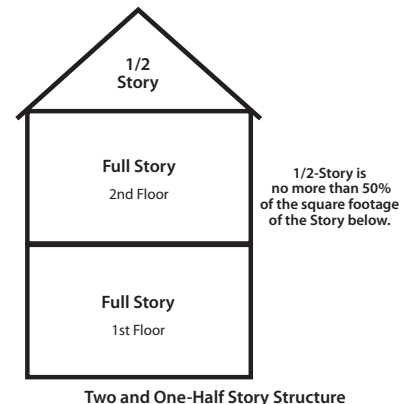 1/2
Story
Full Story
2nd Floor
1/2-Story is
no more than 50%
of the square footage
of the Story below.
Full Story
1st Floor
Two and One-Half Story Structure